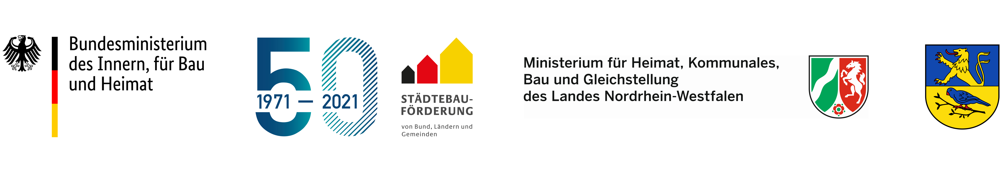 Bundesministerium
des Innern, für Bau
und Heimat
50
1971 — 2021
STÄDTEBAU-
FÖRDERUNG
von Bund, Ländern und
Gemeinden
Ministerium für Heimat, Kommunales,
Bau und Gleichstellung
des Landes Nordrhein-Westfalen